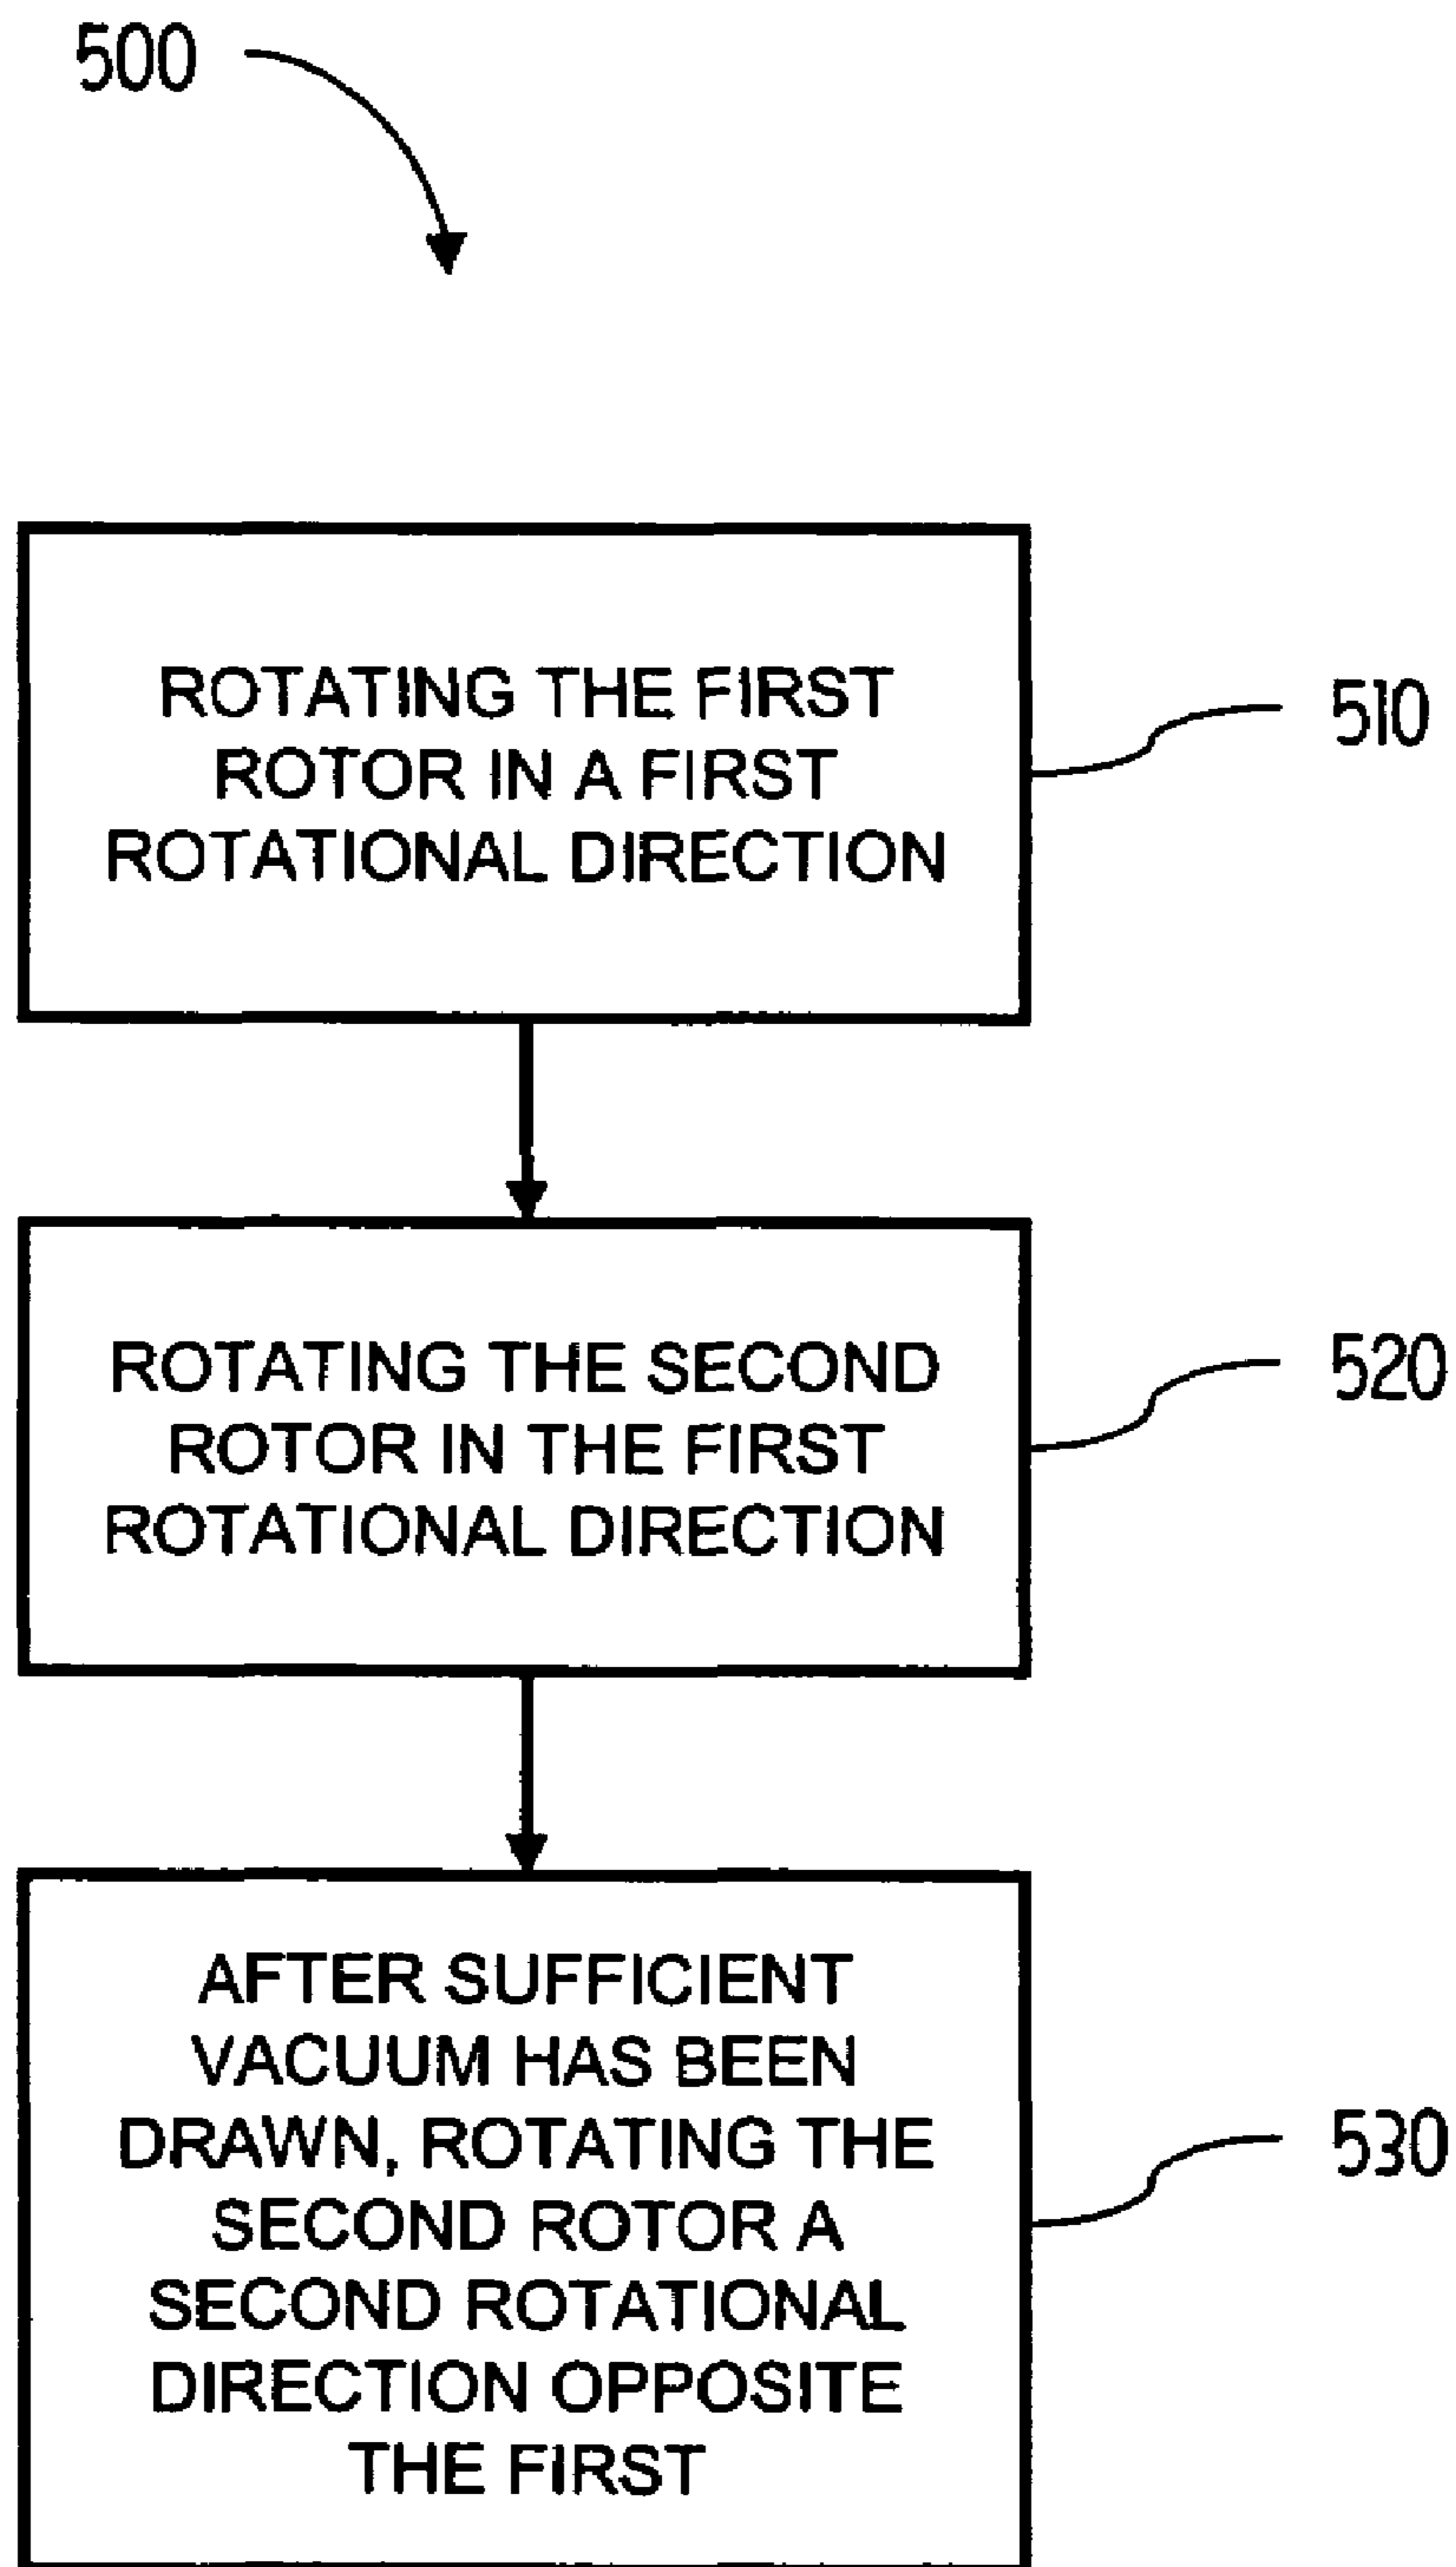 500
ROTATING THE FIRST
ROTOR IN A FIRST
ROTATIONAL DIRECTION
510
ROTATING THE SECOND
ROTOR IN THE FIRST
ROTATIONAL DIRECTION
520
AFTER SUFFICIENT
VACUUM HAS BEEN
DRAWN, ROTATING THE
SECOND ROTOR A
SECOND ROTATIONAL
DIRECTION OPPOSITE
THE FIRST
530